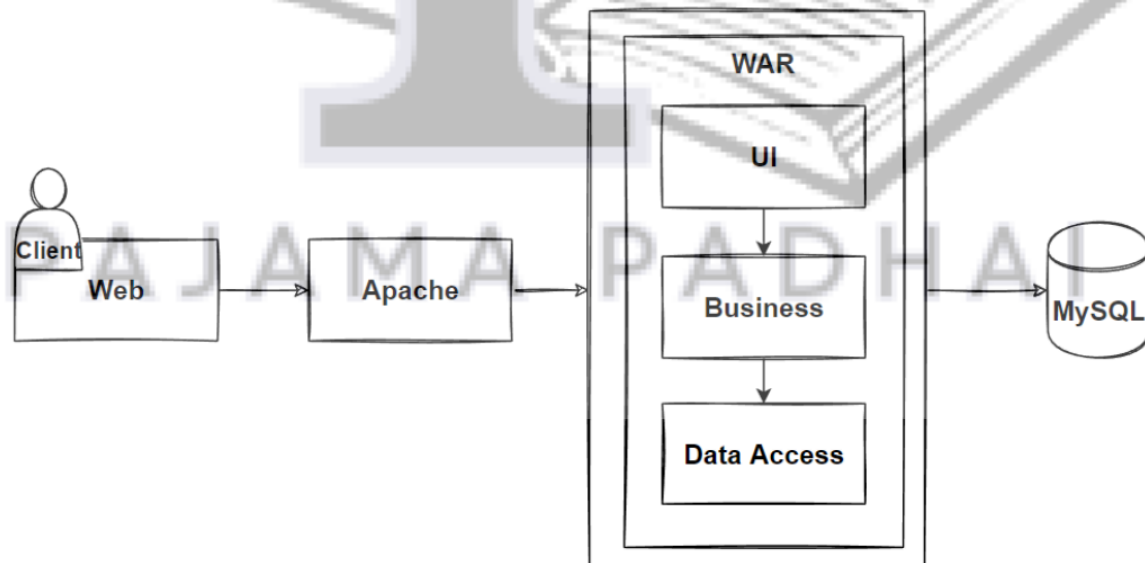 WAR
UI
Client
Web
Apache
Business
MySQL
Data Access
PAJAMA PADHAI